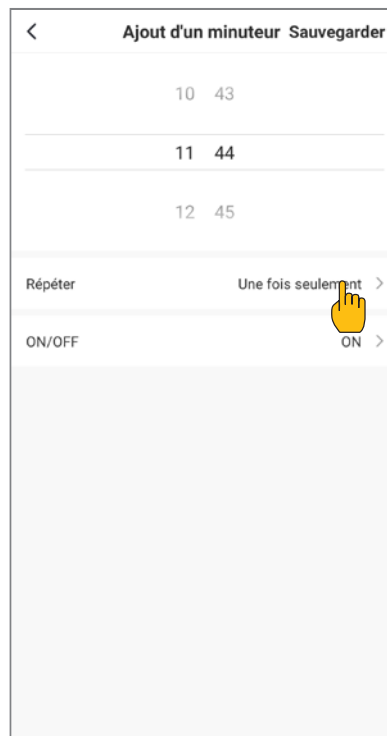 Ajout d'un minuteur Sauvegarder
10 43
11 44
12 45
Répéter Une fois seulement
ON/OFF ON